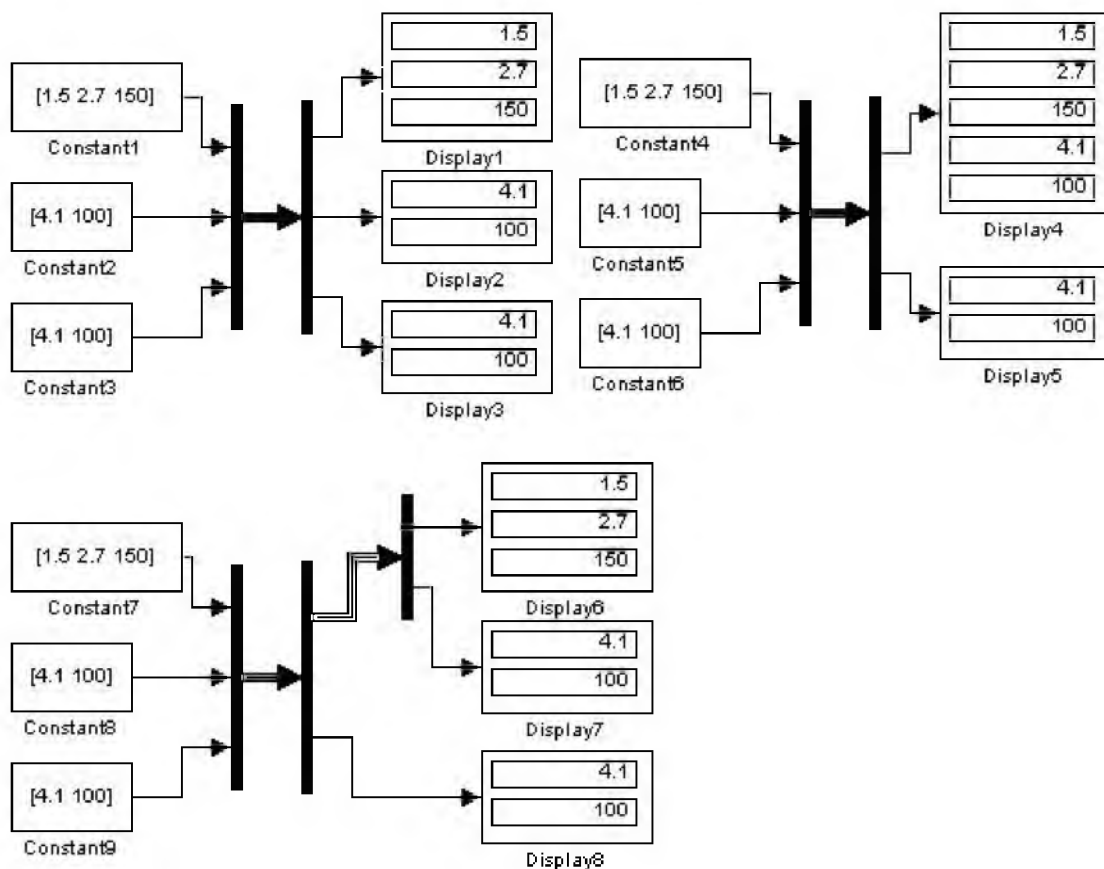 [1.5 2.7 150]
Constant1
[4.1 100]
Constant2
[4.1 100]
Constant3
1.5
2.7
150
Display1
4.1
100
Display2
4.1
100
Display3
[1.5 2.7 150]
Constant4
[4.1 100]
Constant5
[4.1 100]
Constant6
1.5
2.7
150
4.1
100
Display4
4.1
100
Display5
[1.5 2.7 150]
Constant7
[4.1 100]
Constant8
[4.1 100]
Constant9
1.5
2.7
150
Display6
4.1
100
Display7
4.1
100
Display8